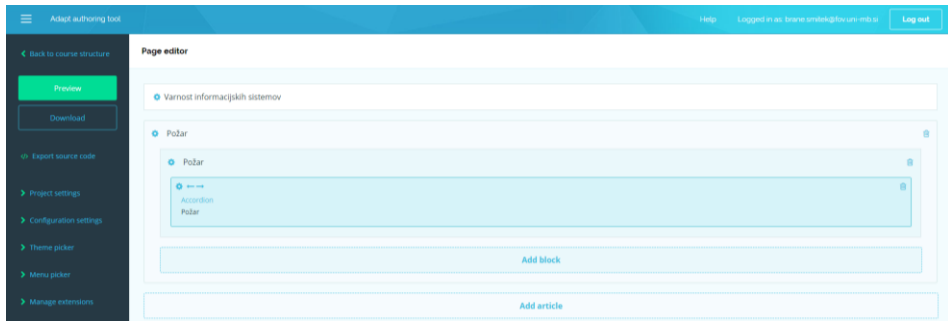 Adapt authoring tool
Help Logged in as: brane.smitek@fov.uni-mb.si Log out
Back to course structure
Page editor
Preview
Varnost informacijskih sistemov
Download
Požar
Export source code
Požar
Project settings
Accordion
Požar
Configuration settings
Theme picker
Add block
Menu picker
Manage extensions
Add article